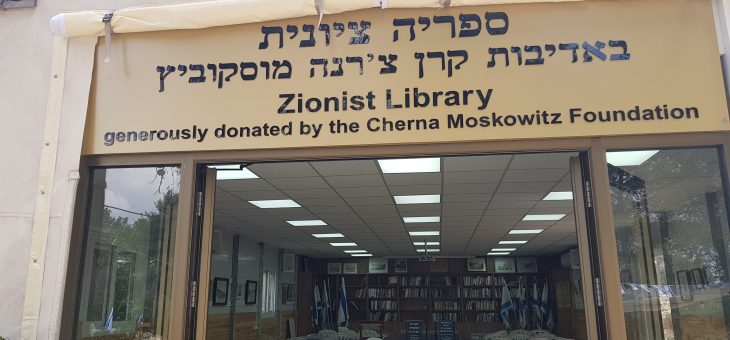 ספריה ציונית
באדיבות קרן צ'רנה מוסקוביץ
Zionist Library
generously donated by the Cherna Moskowitz Foundation